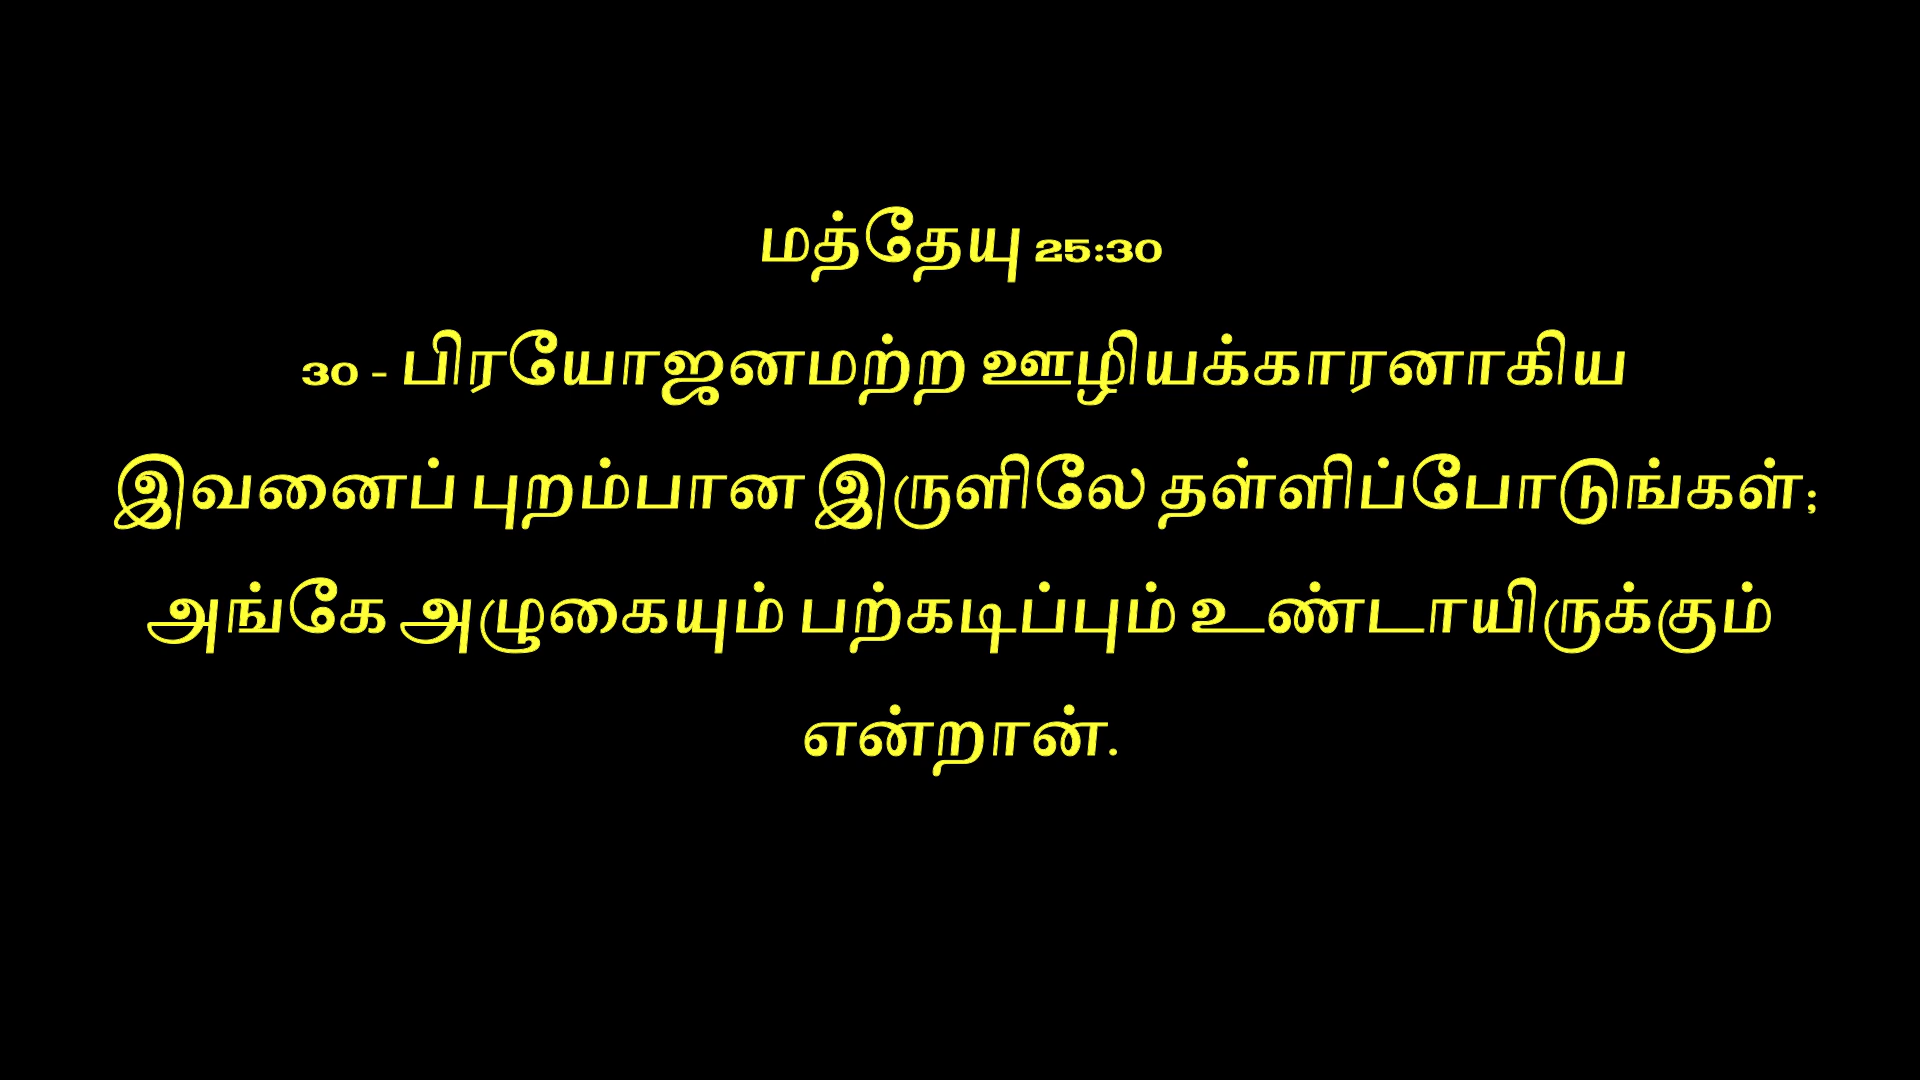 மத்தேயு 25:30
30 - பிரயோஜனமற்ற ஊழியக்காரனாகிய
இவனைப் புறம்பான இருளிலே தள்ளிப்போடுங்கள்;
அங்கே அழுகையும் பற்கடிப்பும் உண்டாயிருக்கும்
என்றான்.